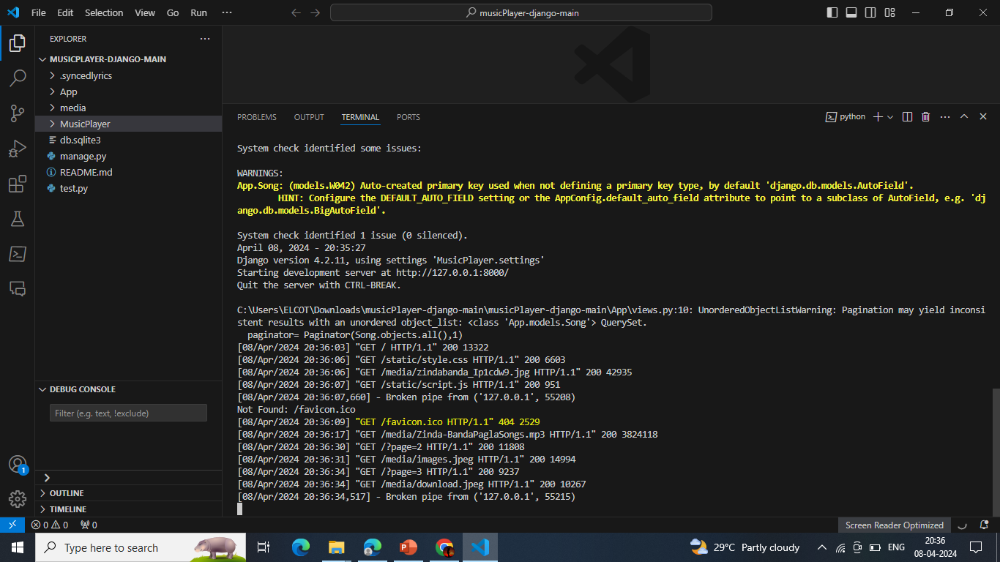 File Edit Selection View Go Run ···
musicPlayer-django-main
EXPLORER
MUSICPLAYER-DJANGO-MAIN
.syncedlyrics
App
media
MusicPlayer
db.sqlite3
manage.py
README.md
test.py
DEBUG CONSOLE
Filter (e.g. text, !exclude)
OUTLINE
TIMELINE
PROBLEMS OUTPUT TERMINAL PORTS
python
System check identified some issues:
WARNINGS:
App.Song: (models.W042) Auto-created primary key used when not defining a primary key type, by default 'django.db.models.AutoField'.
HINT: Configure the DEFAULT_AUTO_FIELD setting or the AppConfig.default_auto_field attribute to point to a subclass of AutoField, e.g. 'dj
ango.db.models.BigAutoField'.
System check identified 1 issue (0 silenced).
April 08, 2024 - 20:35:27
Django version 4.2.11, using settings 'MusicPlayer.settings'
Starting development server at http://127.0.0.1:8000/
Quit the server with CTRL-BREAK.
C:\Users\ELCOT\Downloads\musicPlayer-django-main\musicPlayer-django-main\App\views.py:10: UnorderedObjectListWarning: Pagination may yield inconsi
stent results with an unordered object_list: <class 'App.models.Song'> QuerySet.
paginator= Paginator(Song.objects.all(),1)
[08/Apr/2024 20:36:03] "GET / HTTP/1.1" 200 13322
[08/Apr/2024 20:36:06] "GET /static/style.css HTTP/1.1" 200 6603
[08/Apr/2024 20:36:06] "GET /media/zindabanda_Ip1cdw9.jpg HTTP/1.1" 200 42935
[08/Apr/2024 20:36:07] "GET /static/script.js HTTP/1.1" 200 951
[08/Apr/2024 20:36:07,660] - Broken pipe from ('127.0.0.1', 55208)
Not Found: /favicon.ico
[08/Apr/2024 20:36:09] "GET /favicon.ico HTTP/1.1" 404 2529
[08/Apr/2024 20:36:17] "GET /media/Zinda-BandaPaglaSongs.mp3 HTTP/1.1" 200 3824118
[08/Apr/2024 20:36:30] "GET /?page=2 HTTP/1.1" 200 11808
[08/Apr/2024 20:36:31] "GET /media/images.jpeg HTTP/1.1" 200 14994
[08/Apr/2024 20:36:34] "GET /?page=3 HTTP/1.1" 200 9237
[08/Apr/2024 20:36:34] "GET /media/download.jpeg HTTP/1.1" 200 10267
[08/Apr/2024 20:36:34,517] - Broken pipe from ('127.0.0.1', 55215)
1
0 0 0
Screen Reader Optimized
Type here to search
29°C Partly cloudy
ENG
20:36
08-04-2024